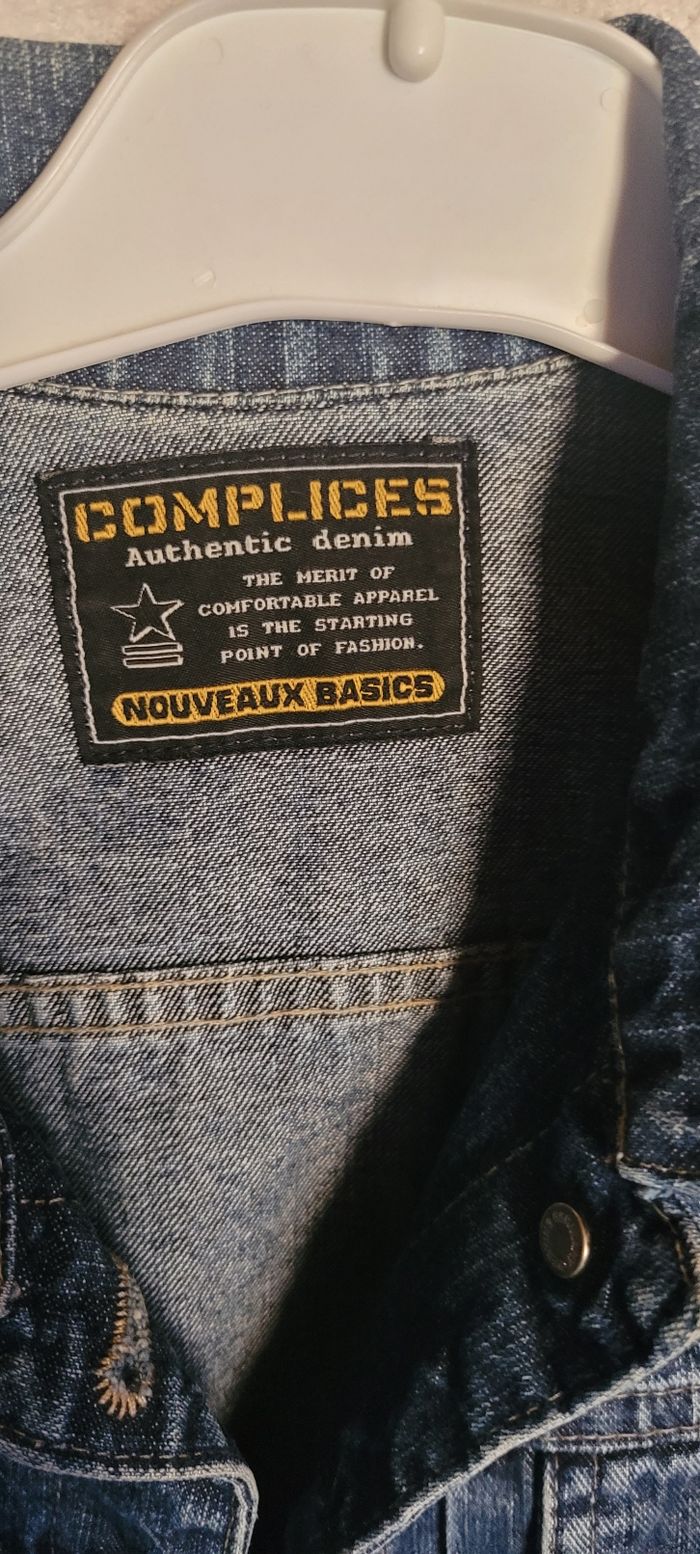 COMPLICES
Authentic denim
THE MERIT OF
COMFORTABLE APPAREL
IS THE STARTING
POINT OF FASHION.
NOUVEAUX BASICS